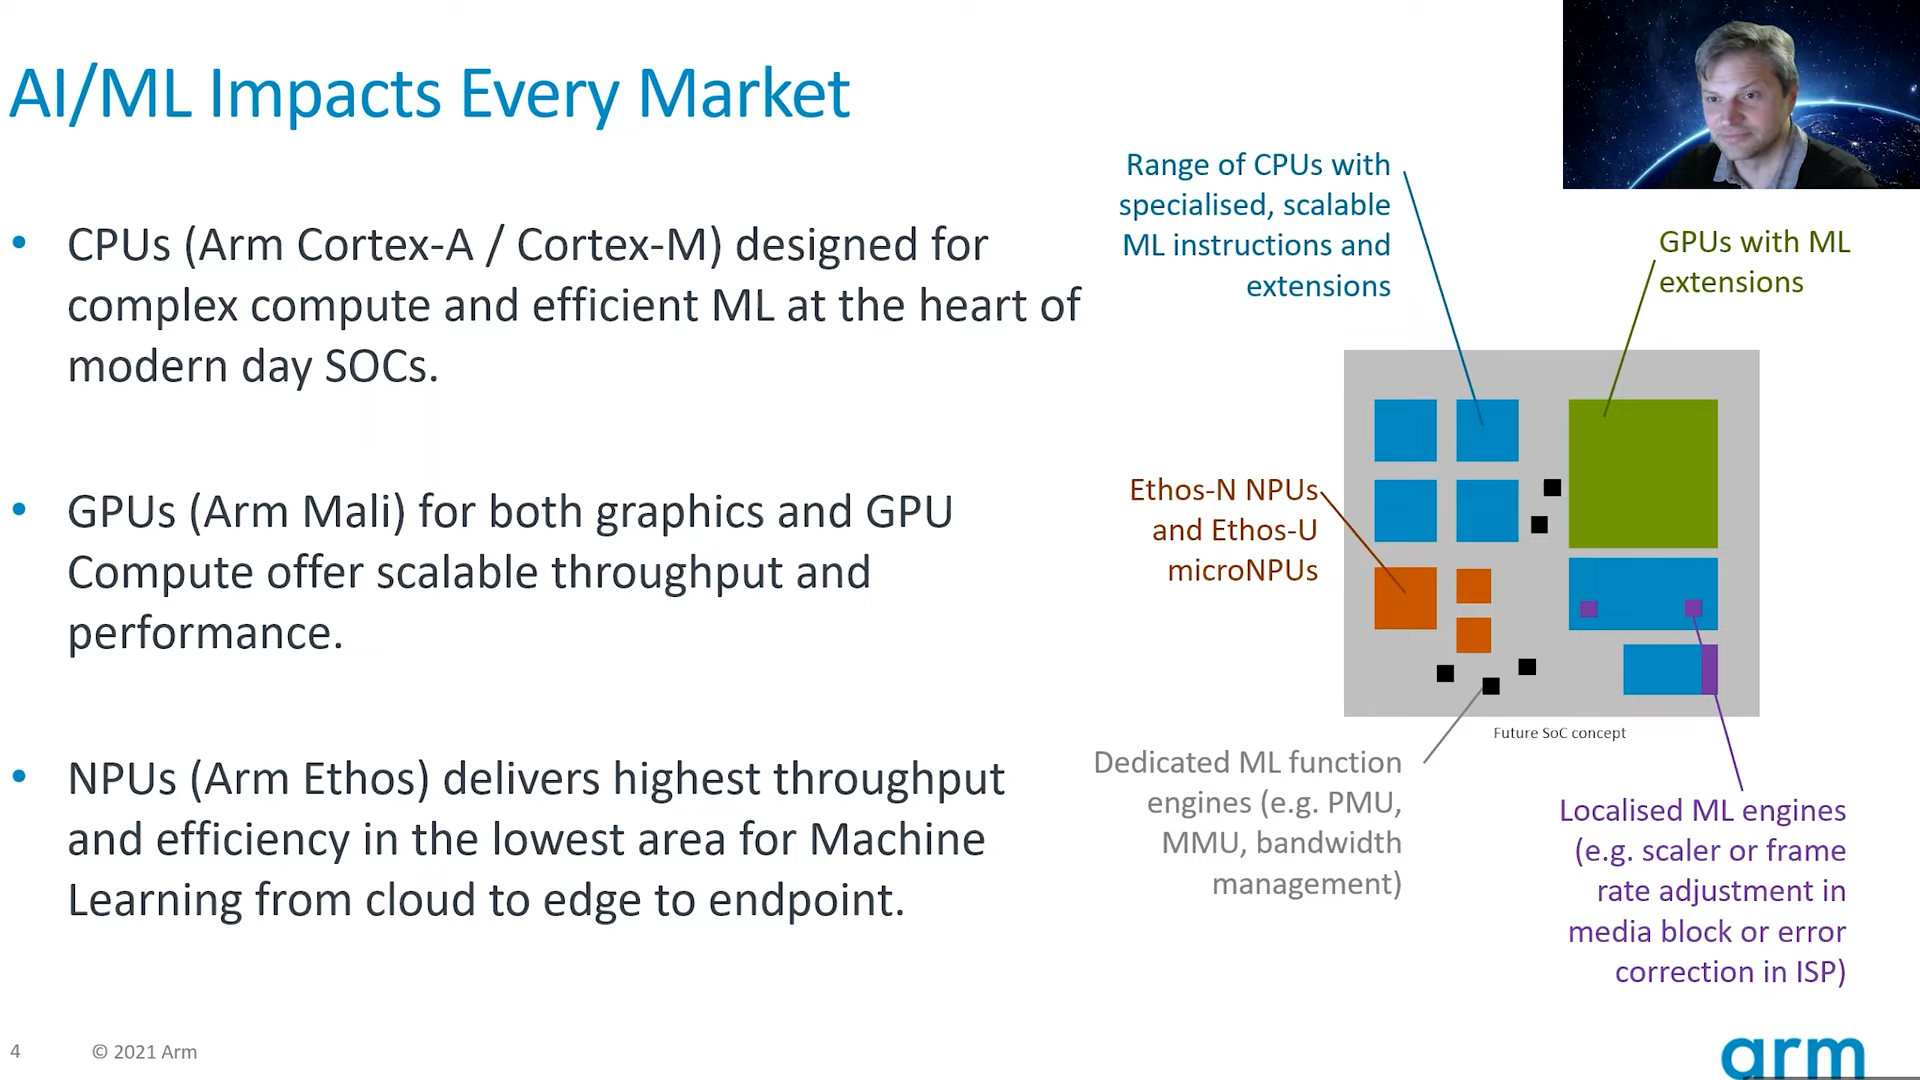 AI/ML Impacts Every Market
• CPUs (Arm Cortex-A / Cortex-M) designed for
complex compute and efficient ML at the heart of
modern day SOCs.
• GPUs (Arm Mali) for both graphics and GPU
Compute offer scalable throughput and
performance.
• NPUs (Arm Ethos) delivers highest throughput
and efficiency in the lowest area for Machine
Learning from cloud to edge to endpoint.
Range of CPUs with
specialised, scalable
ML instructions and
extensions
GPUs with ML
extensions
Ethos-N NPUs
and Ethos-U
microNPUs
Future SoC concept
Dedicated ML function
engines (e.g. PMU,
MMU, bandwidth
management)
Localised ML engines
(e.g. scaler or frame
rate adjustment in
media block or error
correction in ISP)
4
© 2021 Arm
arm